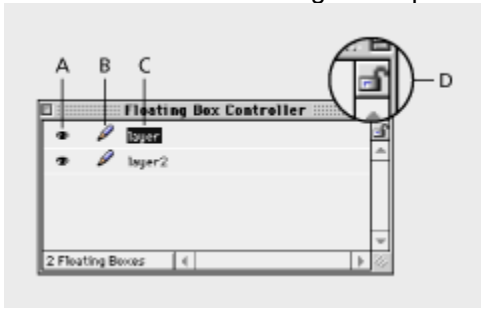 A B C
D
Floating Box Controller
layer
layer2
2 Floating Boxes